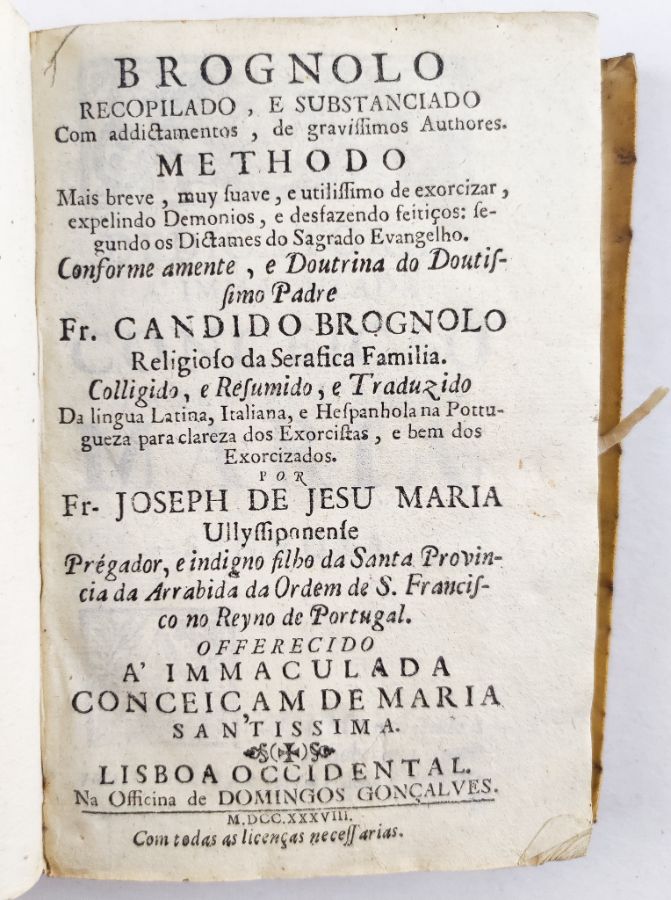 BROGNOLO
RECOPILADO, E SUBSTANCIADO
Com addictamentos, de graviſſimos Authores.
METHODO
Mais breve, muy ſuave, e utiliſſimo de exorcizar,
expelindo Demonios, e desfazendo feitiços: ſe-
gundo os Dictames do Sagrado Evangelho.
Conforme amente, e Doutrina do Doutiſ-
ſimo Padre
Fr. CANDIDO BROGNOLO
Religioſo da Serafica Familia.
Colligido, e Reſumido, e Traduzido
Da lingua Latina, Italiana, e Heſpanhola na Portu-
gueza para clareza dos Exorciſtas, e bem dos
Exorcizados.
POR
Fr. JOSEPH DE JESU MARIA
Ullyſſiponenſe
Prégador, e indigno filho da Santa Provin-
cia da Arrabida da Ordem de S. Franciſ-
co no Reyno de Portugal.
OFFERECIDO
A' IMMACULADA
CONCEICAM DE MARIA
SANTISSIMA.
LISBOA OCCIDENTAL.
Na Officina de DOMINGOS GONÇALVES.
M.DCC.XXXVIII.
Com todas as licenças neceſſarias.